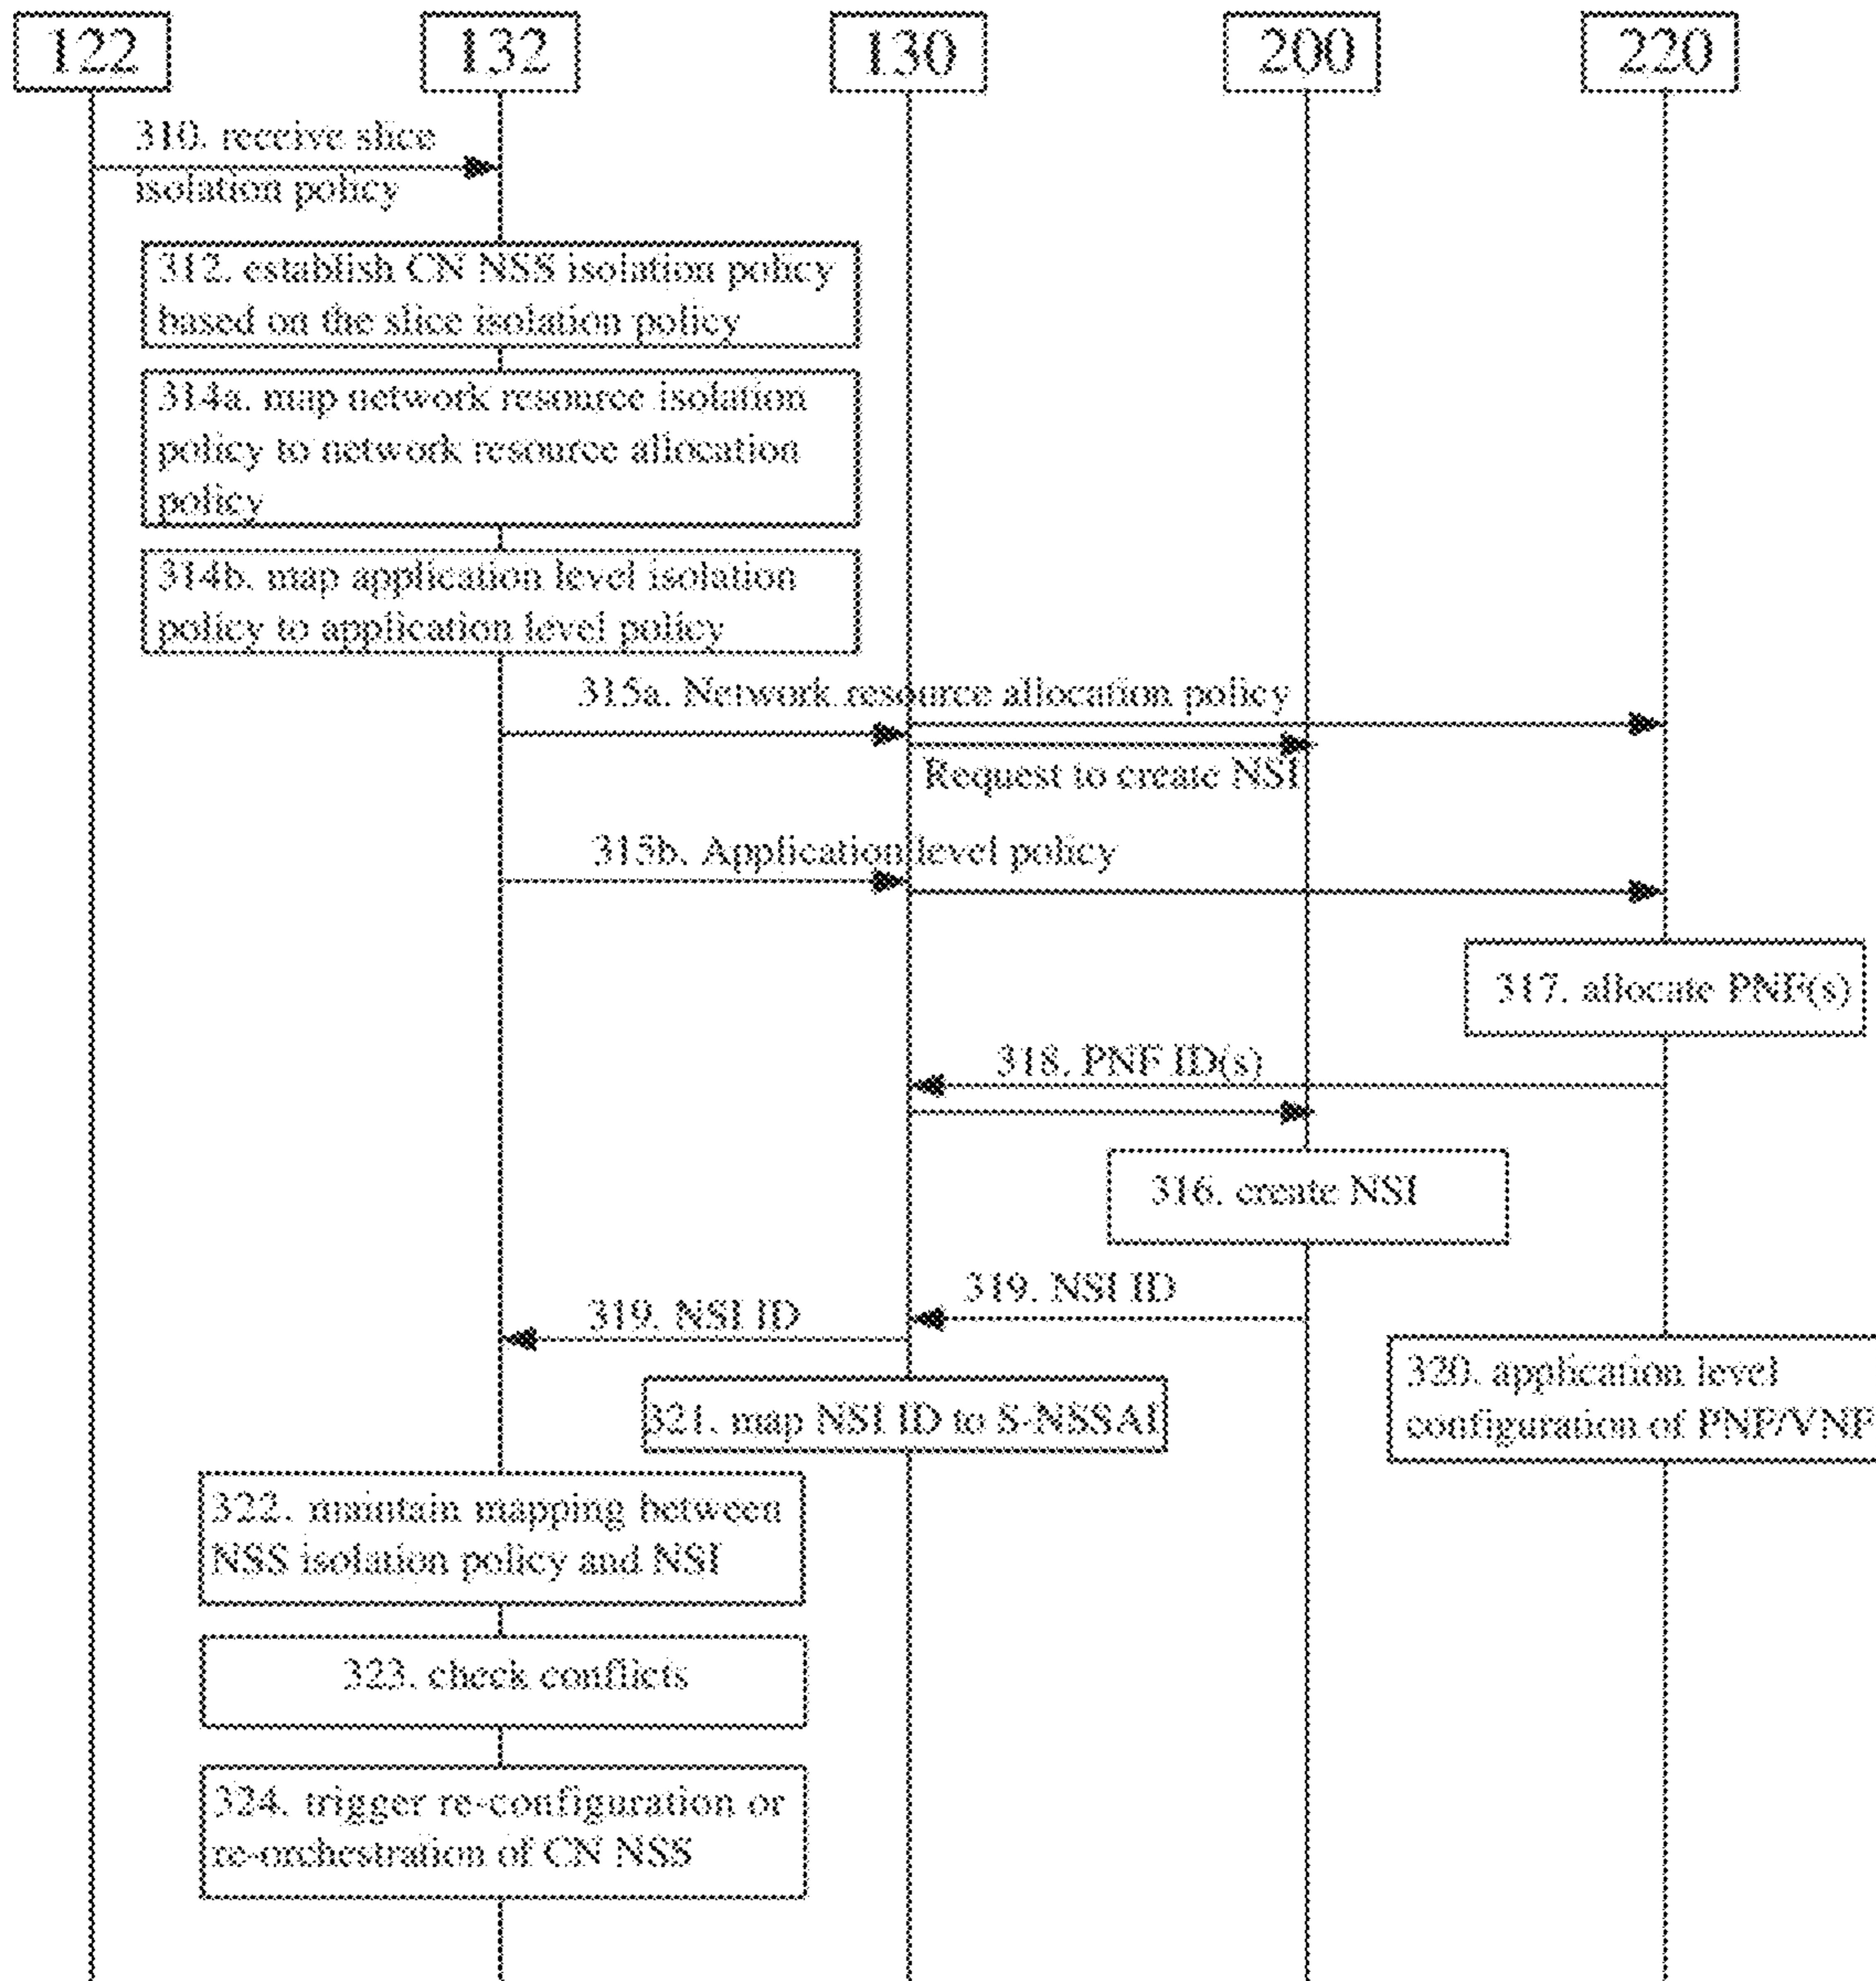 122
132
130
200
220
310. receive slice
isolation policy
312. establish CN NSS isolation policy
based on the slice isolation policy
314a. map network resource isolation
policy to network resource allocation
policy
314b. map application level isolation
policy to application level policy
315a. Network resource allocation policy
Request to create NSI
315b. Application level policy
317. allocate PNF(s)
318. PNF ID(s)
316. create NSI
319. NSI ID
319. NSI ID
320. application level
configuration of PNP/VNF
321. map NSI ID to S-NSSAI
322. maintain mapping between
NSS isolation policy and NSI
323. check conflicts
324. trigger re-configuration or
re-orchestration of CN NSS